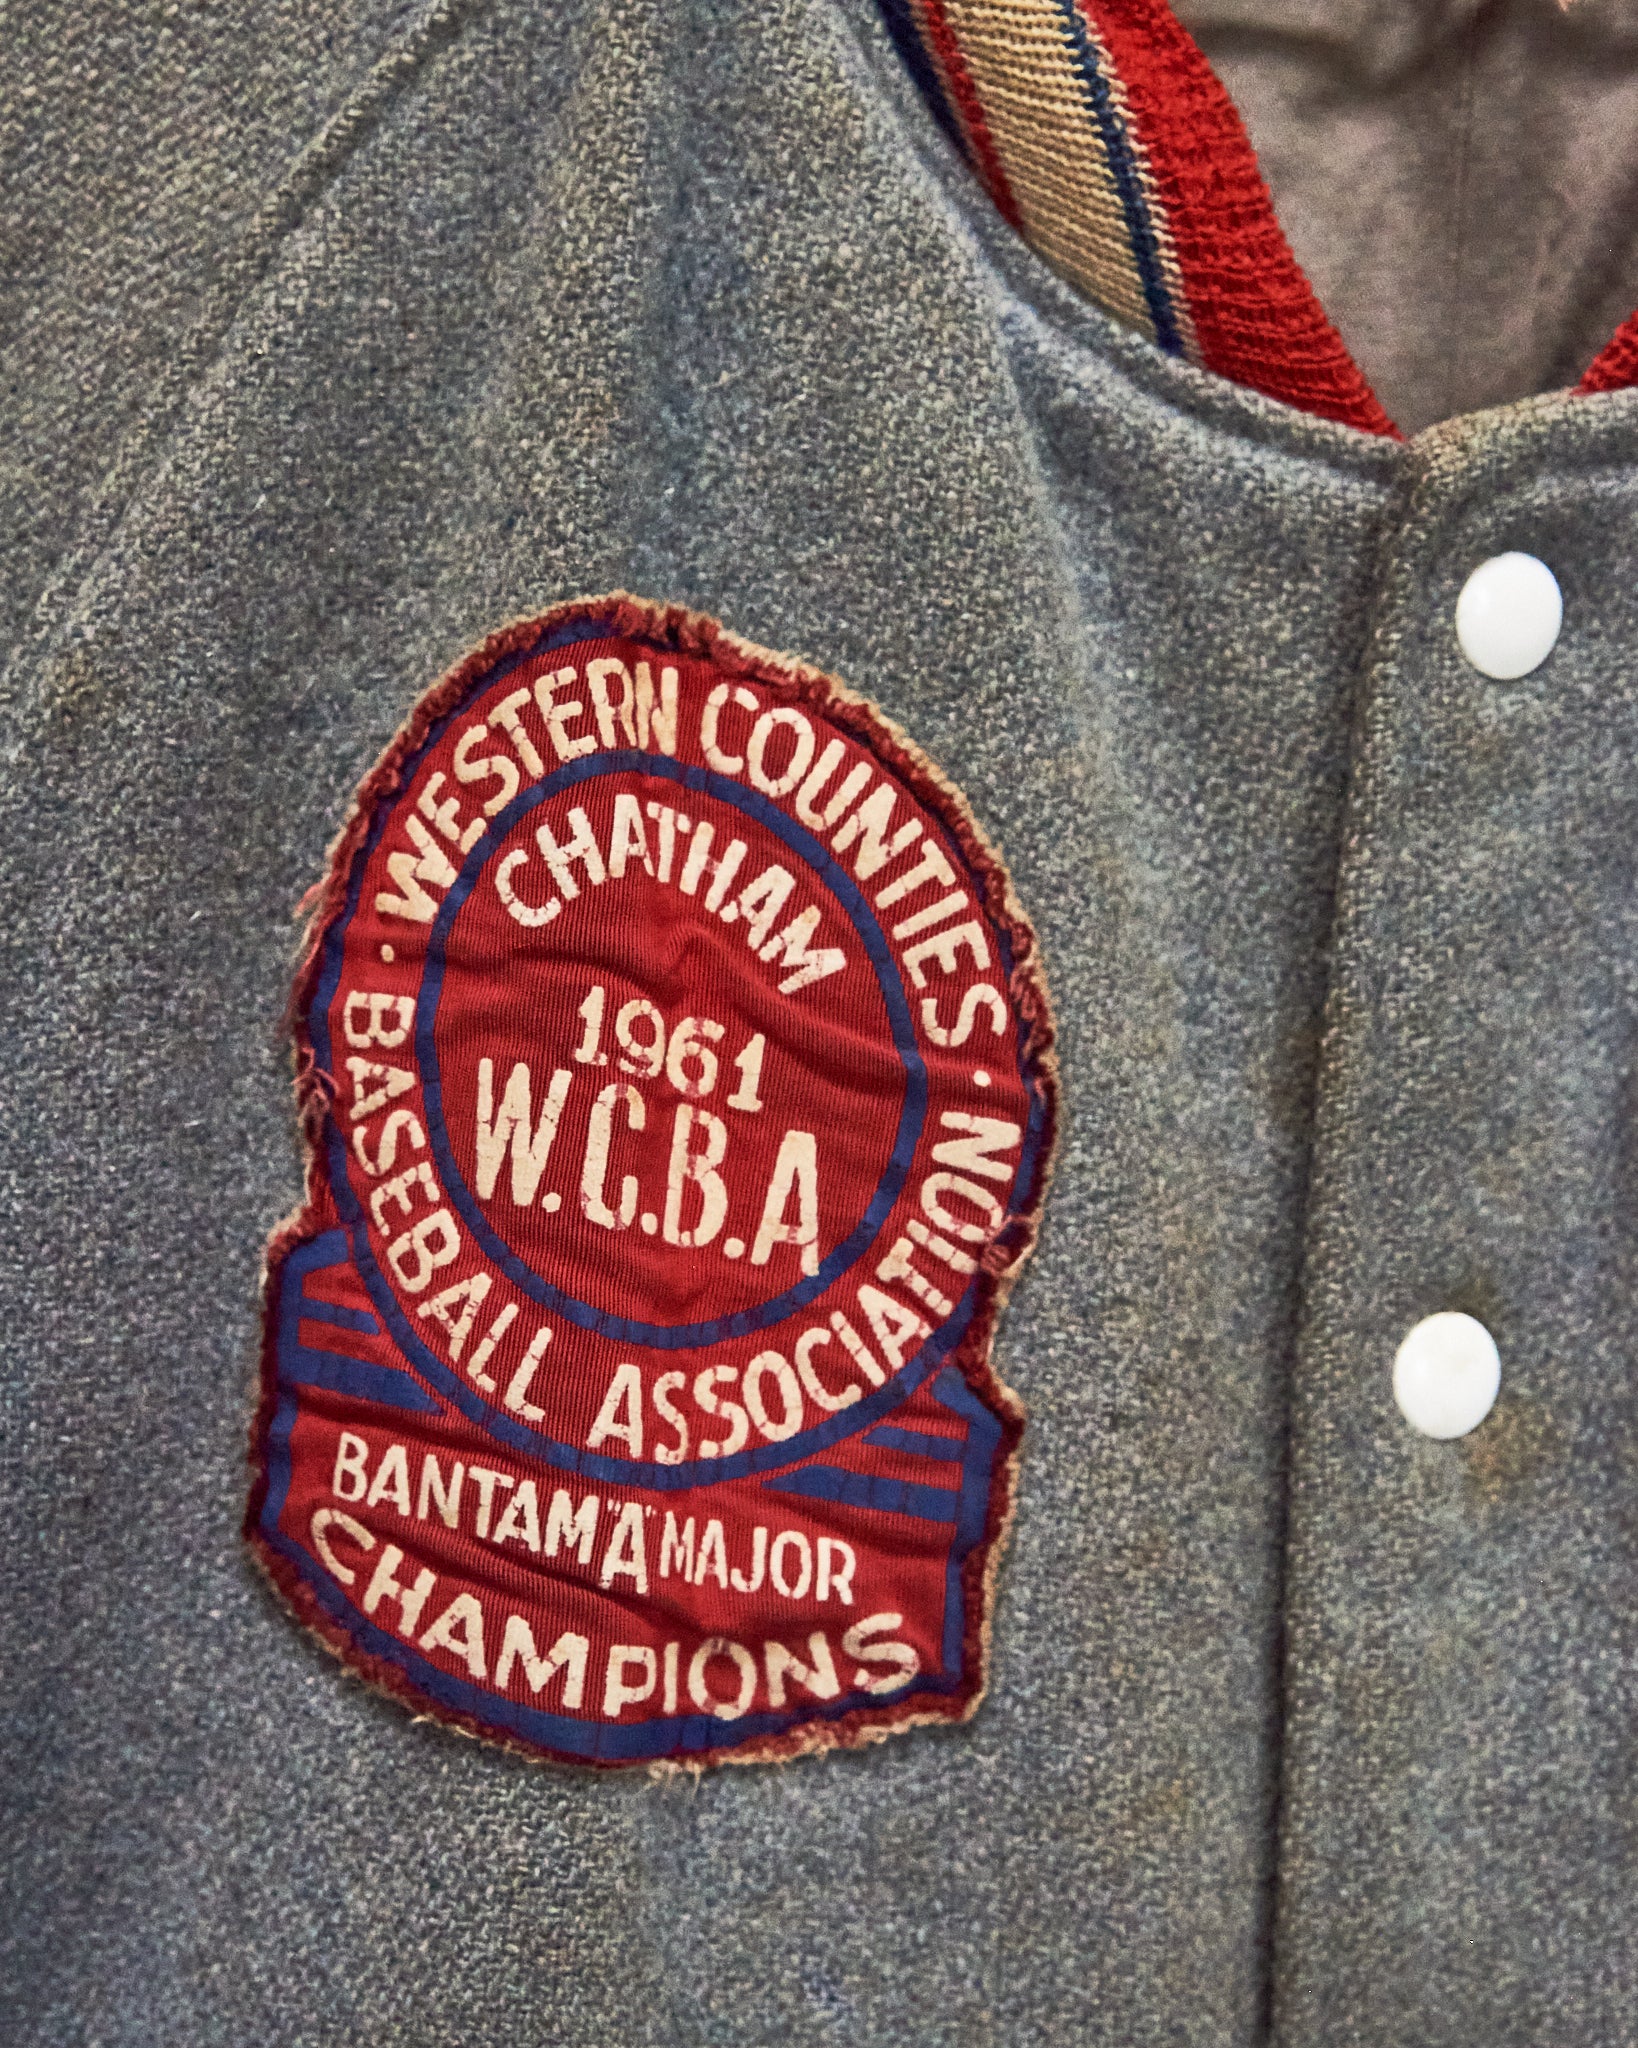 WESTERN COUNTIES · BASEBALL ASSOCIATION ·
CHATHAM
1961
W.C.B.A
BANTAM "A" MAJOR
CHAMPIONS